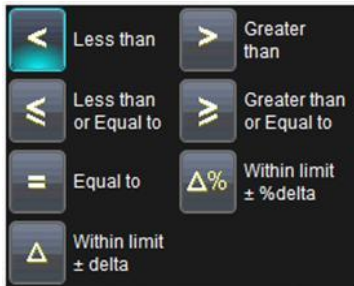 < Less than
> Greater
than
≤ Less than
or Equal to
≥ Greater than
or Equal to
= Equal to
Δ% Within limit
± %delta
Δ Within limit
± delta